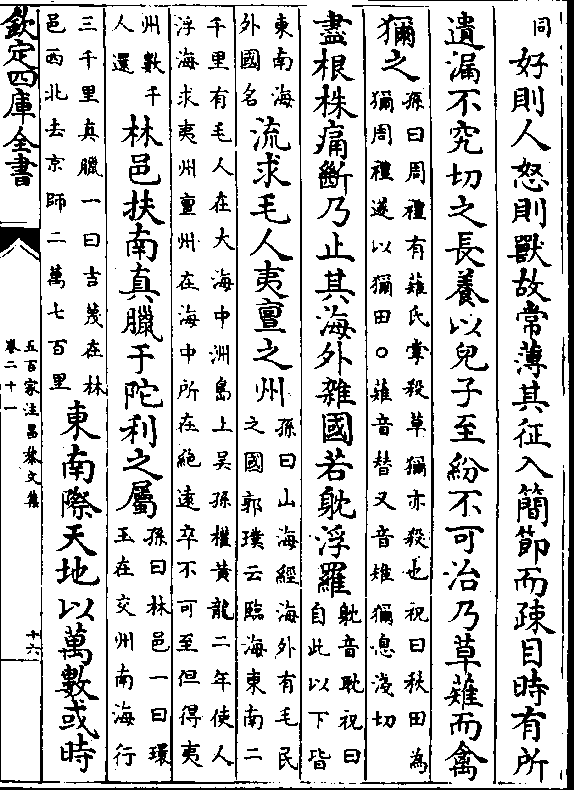 同
好則人怒則獸故常薄其征入簡節而疎目時有所
遺漏不究切之長養以兒子至紛不可治乃草薙而禽
獮之
孫曰周禮有薙氏掌殺草獮亦殺也祝曰秋田為
獮周禮遂以獮田○薙音替又音雉獮息淺切
盡根株痛斷乃止其海外雜國若躭浮羅
躭音耽祝曰
自此以下皆
東南海
外國名
流求毛人夷亶之州
孫曰山海經海外有毛民
之國郭璞云臨海東南二
千里有毛人在大海中洲島上吳孫權黃龍二年使人
浮海求夷州亶州在海中所在絶遠卒不可至但得夷
州數千
人還
林邑扶南真臘于陀利之屬
孫曰林邑一曰環
玉在交州南海行
三千里真臘一曰吉蔑在林
邑西北去京師二萬七百里
東南際天地以萬數或時
欽定四庫全書
五百家注昌黎文集
卷二十一
十六